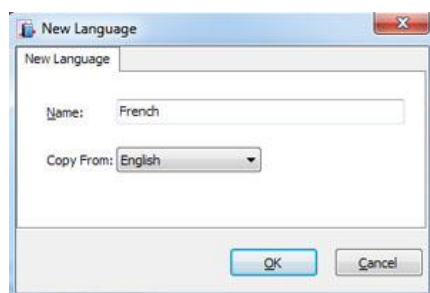 New Language
New Language
Name: French
Copy From: English
OK Cancel